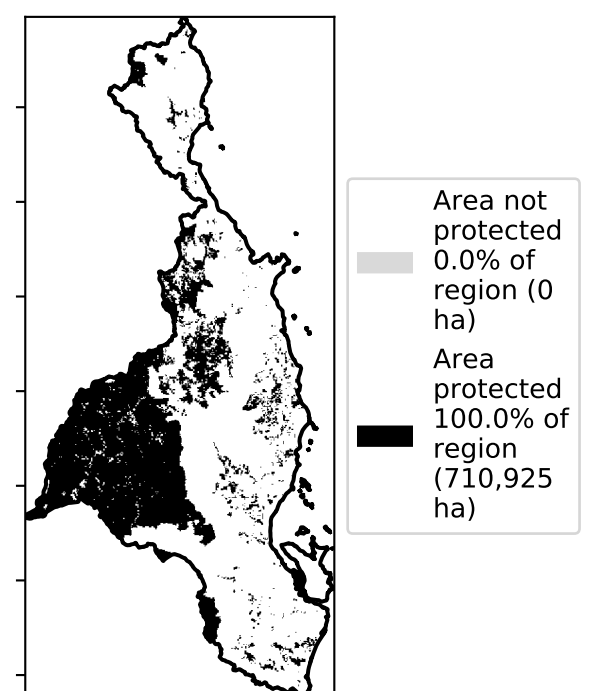 Area not
protected
0.0% of
region (0
ha)
Area
protected
100.0% of
region
(710,925
ha)